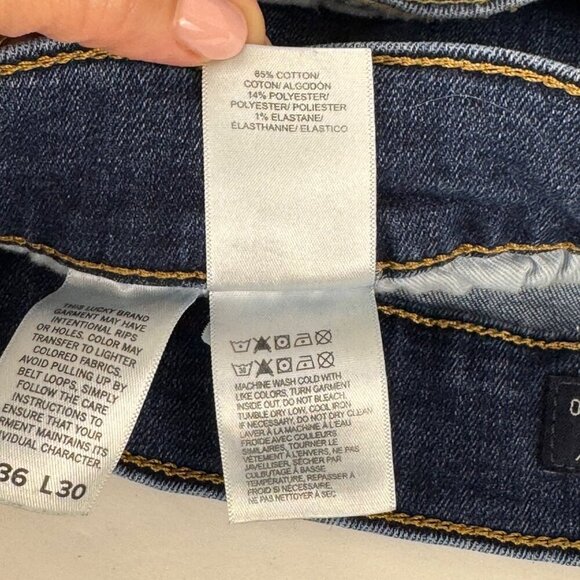 85% COTTON/
COTON/ ALGODÓN
14% POLYESTER/
POLYESTER/ POLIESTER
1% ELASTANE/
ÉLASTHANNE/ ELASTICO
30
MACHINE WASH COLD WITH
LIKE COLORS, TURN GARMENT
INSIDE OUT, DO NOT BLEACH.
TUMBLE DRY LOW, COOL IRON
IF NECESSARY. DO NOT DRY CLEAN
LAVER À LA MACHINE À L'EAU
FROID AVEC COULEURS
SIMILAIRES, TOURNER LE
VÊTEMENT À L'ENVERS, NE PAS
JAVELLISER, SÉCHER PAR
CULBUTAGE À BASSE
TEMPÉRATURE, REPASSER À
FROID SI NÉCESSAIRE.
NE PAS NETTOYER À SEC
THIS LUCKY BRAND
GARMENT MAY HAVE
INTENTIONAL RIPS
OR HOLES. COLOR MAY
TRANSFER TO LIGHTER
COLORED FABRICS.
AVOID PULLING UP BY
BELT LOOPS, SIMPLY
FOLLOW THE CARE
INSTRUCTIONS TO
ENSURE YOUR
GARMENT MAINTAINS ITS
INDIVIDUAL CHARACTER.
36 L30